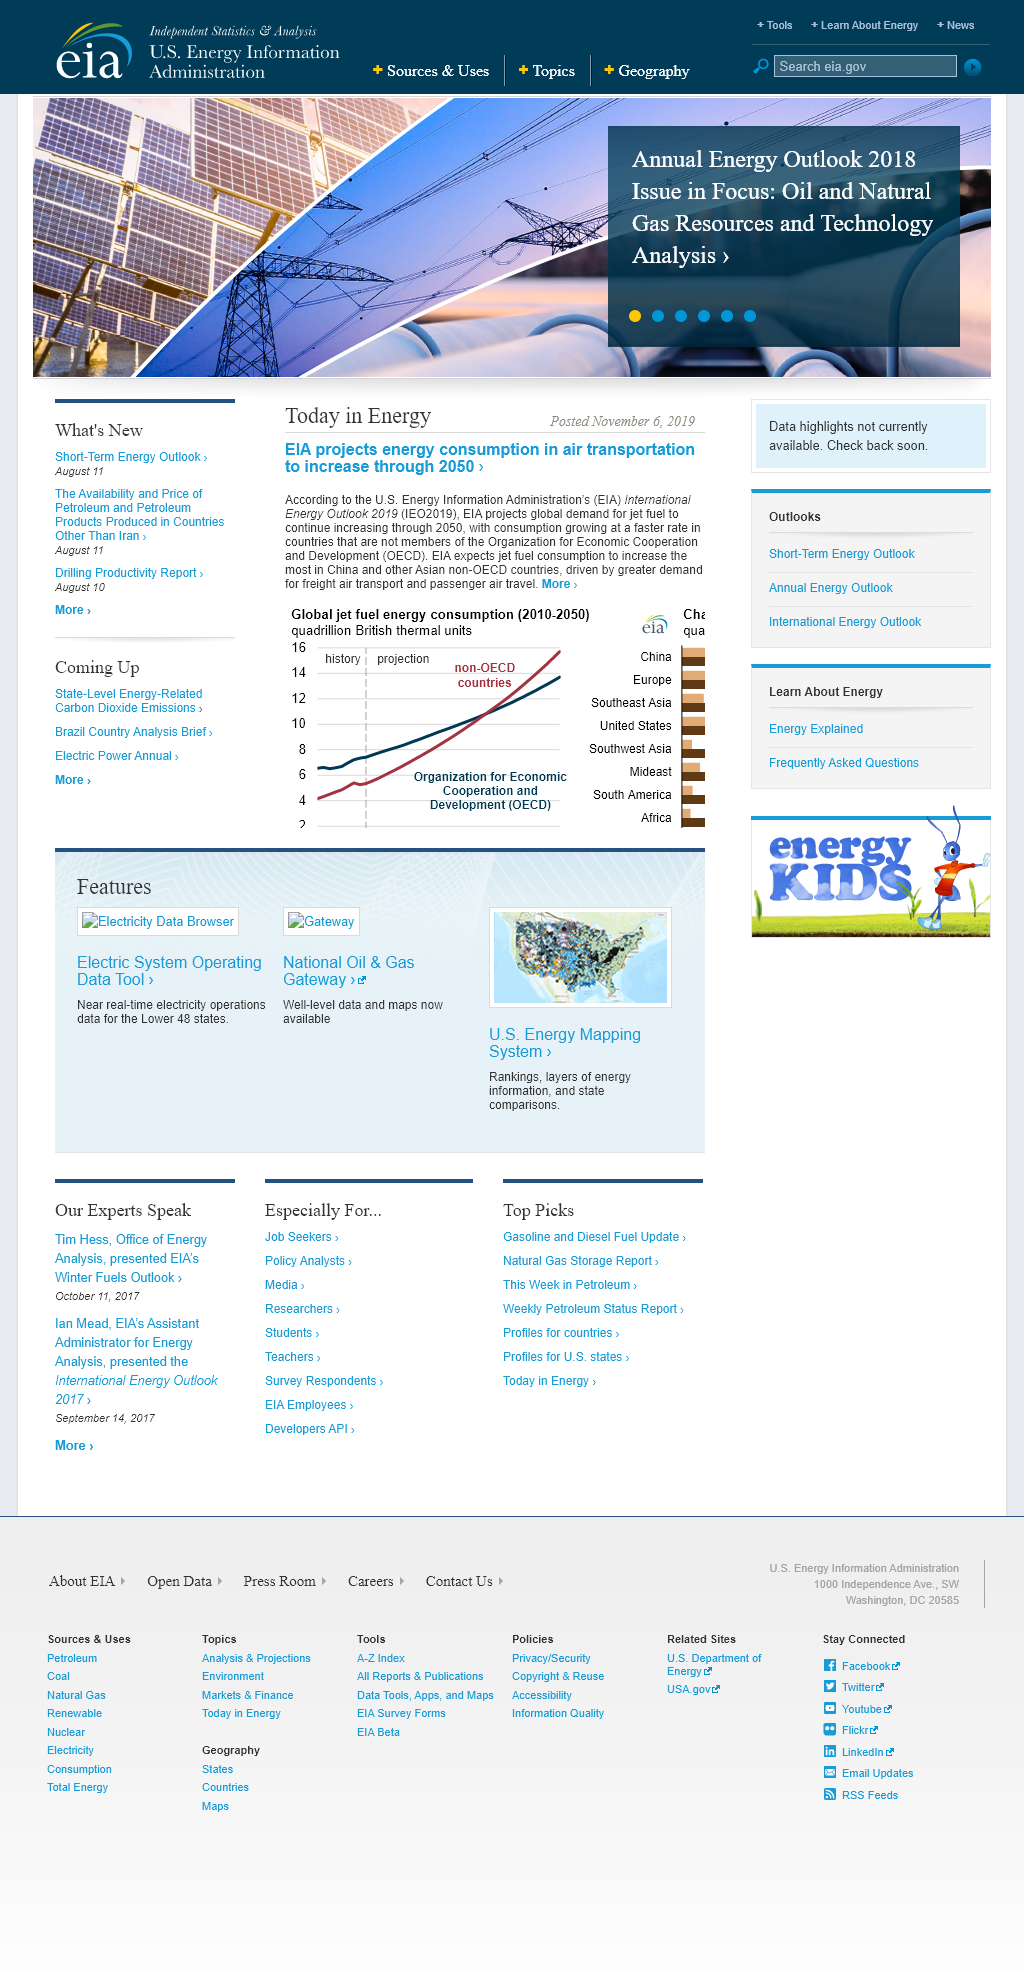 + Tools
+ Learn About Energy
+ News
eia
Independent Statistics & Analysis
U.S. Energy Information
Administration
+ Sources & Uses
+ Topics
+ Geography
Search eia.gov
Annual Energy Outlook 2018
Issue in Focus: Oil and Natural
Gas Resources and Technology
Analysis ›
What's New
Short-Term Energy Outlook ›
August 11
The Availability and Price of
Petroleum and Petroleum
Products Produced in Countries
Other Than Iran ›
August 11
Drilling Productivity Report ›
August 10
More ›
Coming Up
State-Level Energy-Related
Carbon Dioxide Emissions ›
Brazil Country Analysis Brief ›
Electric Power Annual ›
More ›
Today in Energy
Posted November 6, 2019
EIA projects energy consumption in air transportation
to increase through 2050 ›
According to the U.S. Energy Information Administration's (EIA) International
Energy Outlook 2019 (IEO2019), EIA projects global demand for jet fuel to
continue increasing through 2050, with consumption growing at a faster rate in
countries that are not members of the Organization for Economic Cooperation
and Development (OECD). EIA expects jet fuel consumption to increase the
most in China and other Asian non-OECD countries, driven by greater demand
for freight air transport and passenger air travel. More ›
Global jet fuel energy consumption (2010-2050)
quadrillion British thermal units
16
14
12
10
8
6
4
2
history
projection
non-OECD
countries
Organization for Economic
Cooperation and
Development (OECD)
eia
Cha
qua
China
Europe
Southeast Asia
United States
Southwest Asia
Mideast
South America
Africa
Data highlights not currently
available. Check back soon.
Outlooks
Short-Term Energy Outlook
Annual Energy Outlook
International Energy Outlook
Learn About Energy
Energy Explained
Frequently Asked Questions
energy
KIDS
Features
Electricity Data Browser
Electric System Operating
Data Tool ›
Near real-time electricity operations
data for the Lower 48 states.
Gateway
National Oil & Gas
Gateway ›
Well-level data and maps now
available
U.S. Energy Mapping
System ›
Rankings, layers of energy
information, and state
comparisons.
Our Experts Speak
Tim Hess, Office of Energy
Analysis, presented EIA's
Winter Fuels Outlook ›
October 11, 2017
Ian Mead, EIA's Assistant
Administrator for Energy
Analysis, presented the
International Energy Outlook
2017 ›
September 14, 2017
More ›
Especially For...
Job Seekers ›
Policy Analysts ›
Media ›
Researchers ›
Students ›
Teachers ›
Survey Respondents ›
EIA Employees ›
Developers API ›
Top Picks
Gasoline and Diesel Fuel Update ›
Natural Gas Storage Report ›
This Week in Petroleum ›
Weekly Petroleum Status Report ›
Profiles for countries ›
Profiles for U.S. states ›
Today in Energy ›
About EIA
Open Data
Press Room
Careers
Contact Us
U.S. Energy Information Administration
1000 Independence Ave., SW
Washington, DC 20585
Sources & Uses
Petroleum
Coal
Natural Gas
Renewable
Nuclear
Electricity
Consumption
Total Energy
Topics
Analysis & Projections
Environment
Markets & Finance
Today in Energy
Geography
States
Countries
Maps
Tools
A-Z Index
All Reports & Publications
Data Tools, Apps, and Maps
EIA Survey Forms
EIA Beta
Policies
Privacy/Security
Copyright & Reuse
Accessibility
Information Quality
Related Sites
U.S. Department of
Energy
USA.gov
Stay Connected
Facebook
Twitter
Youtube
Flickr
LinkedIn
Email Updates
RSS Feeds